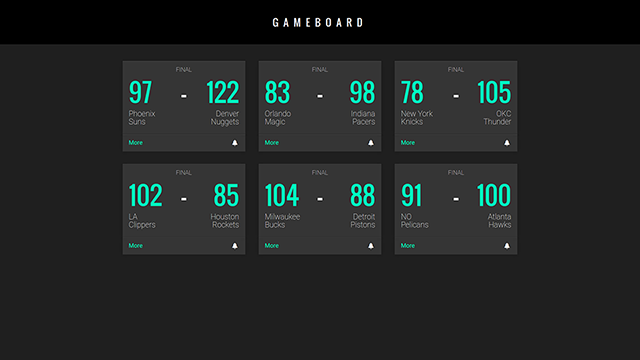 GAMEBOARD
FINAL
97 - 122
Phoenix Suns
Denver Nuggets
More
FINAL
83 - 98
Orlando Magic
Indiana Pacers
More
FINAL
78 - 105
New York Knicks
OKC Thunder
More
FINAL
102 - 85
LA Clippers
Houston Rockets
More
FINAL
104 - 88
Milwaukee Bucks
Detroit Pistons
More
FINAL
91 - 100
NO Pelicans
Atlanta Hawks
More